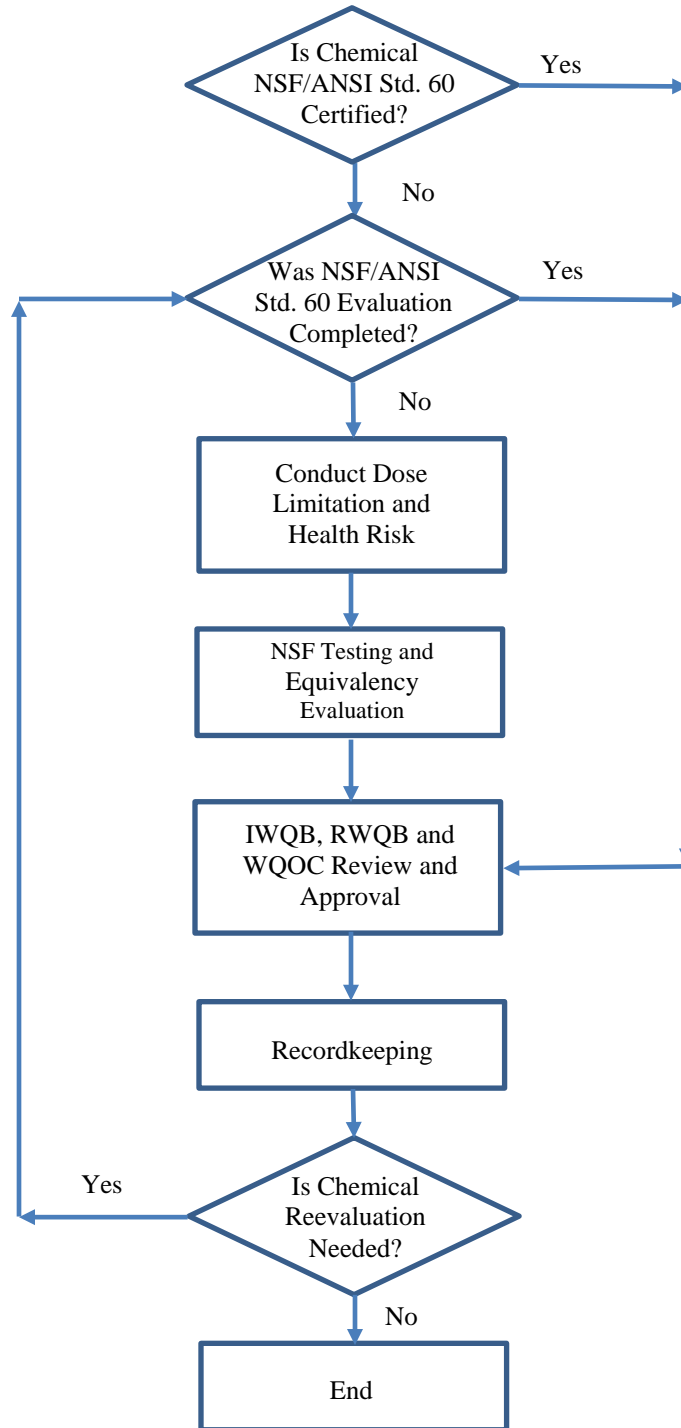 Is Chemical
NSF/ANSI Std. 60
Certified?
Yes
No
Was NSF/ANSI
Std. 60 Evaluation
Completed?
Yes
No
Conduct Dose
Limitation and
Health Risk
NSF Testing and
Equivalency
Evaluation
IWQB, RWQB and
WQOC Review and
Approval
Recordkeeping
Is Chemical
Reevaluation
Needed?
Yes
No
End